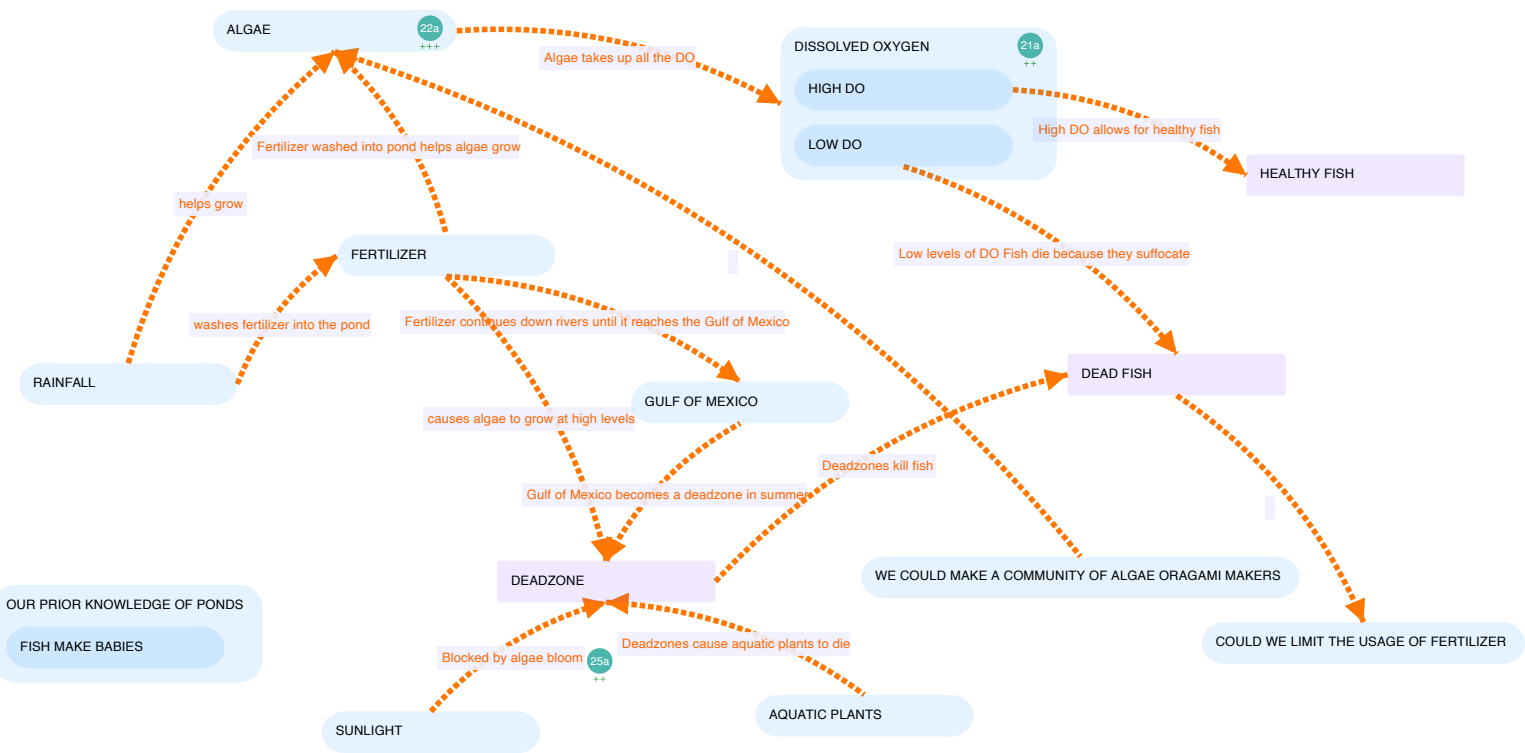 ALGAE
22a
+++
Algae takes up all the DO
DISSOLVED OXYGEN
21a
++
HIGH DO
LOW DO
High DO allows for healthy fish
HEALTHY FISH
Fertilizer washed into pond helps algae grow
helps grow
FERTILIZER
Low levels of DO Fish die because they suffocate
washes fertilizer into the pond
Fertilizer continues down rivers until it reaches the Gulf of Mexico
RAINFALL
DEAD FISH
GULF OF MEXICO
causes algae to grow at high levels
Deadzones kill fish
Gulf of Mexico becomes a deadzone in summer
DEADZONE
WE COULD MAKE A COMMUNITY OF ALGAE ORAGAMI MAKERS
OUR PRIOR KNOWLEDGE OF PONDS
FISH MAKE BABIES
COULD WE LIMIT THE USAGE OF FERTILIZER
Deadzones cause aquatic plants to die
Blocked by algae bloom
25a
++
AQUATIC PLANTS
SUNLIGHT